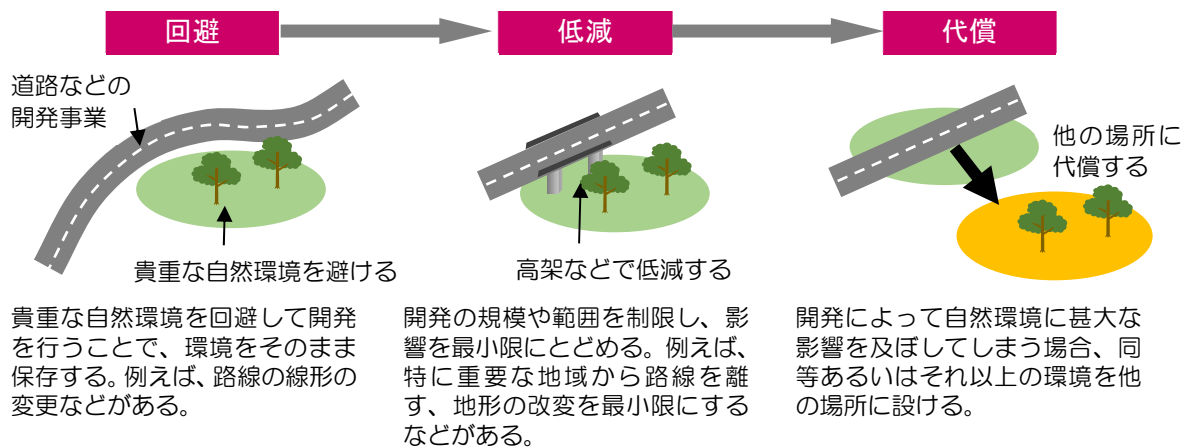 回避
低減
代償
道路などの
開発事業
貴重な自然環境を避ける
高架などで低減する
他の場所に
代償する
貴重な自然環境を回避して開発
を行うことで、環境をそのまま
保存する。例えば、路線の線形の
変更などがある。
開発の規模や範囲を制限し、影
響を最小限にとどめる。例えば、
特に重要な地域から路線を離
す、地形の改変を最小限にする
などがある。
開発によって自然環境に甚大な
影響を及ぼしてしまう場合、同
等あるいはそれ以上の環境を他
の場所に設ける。